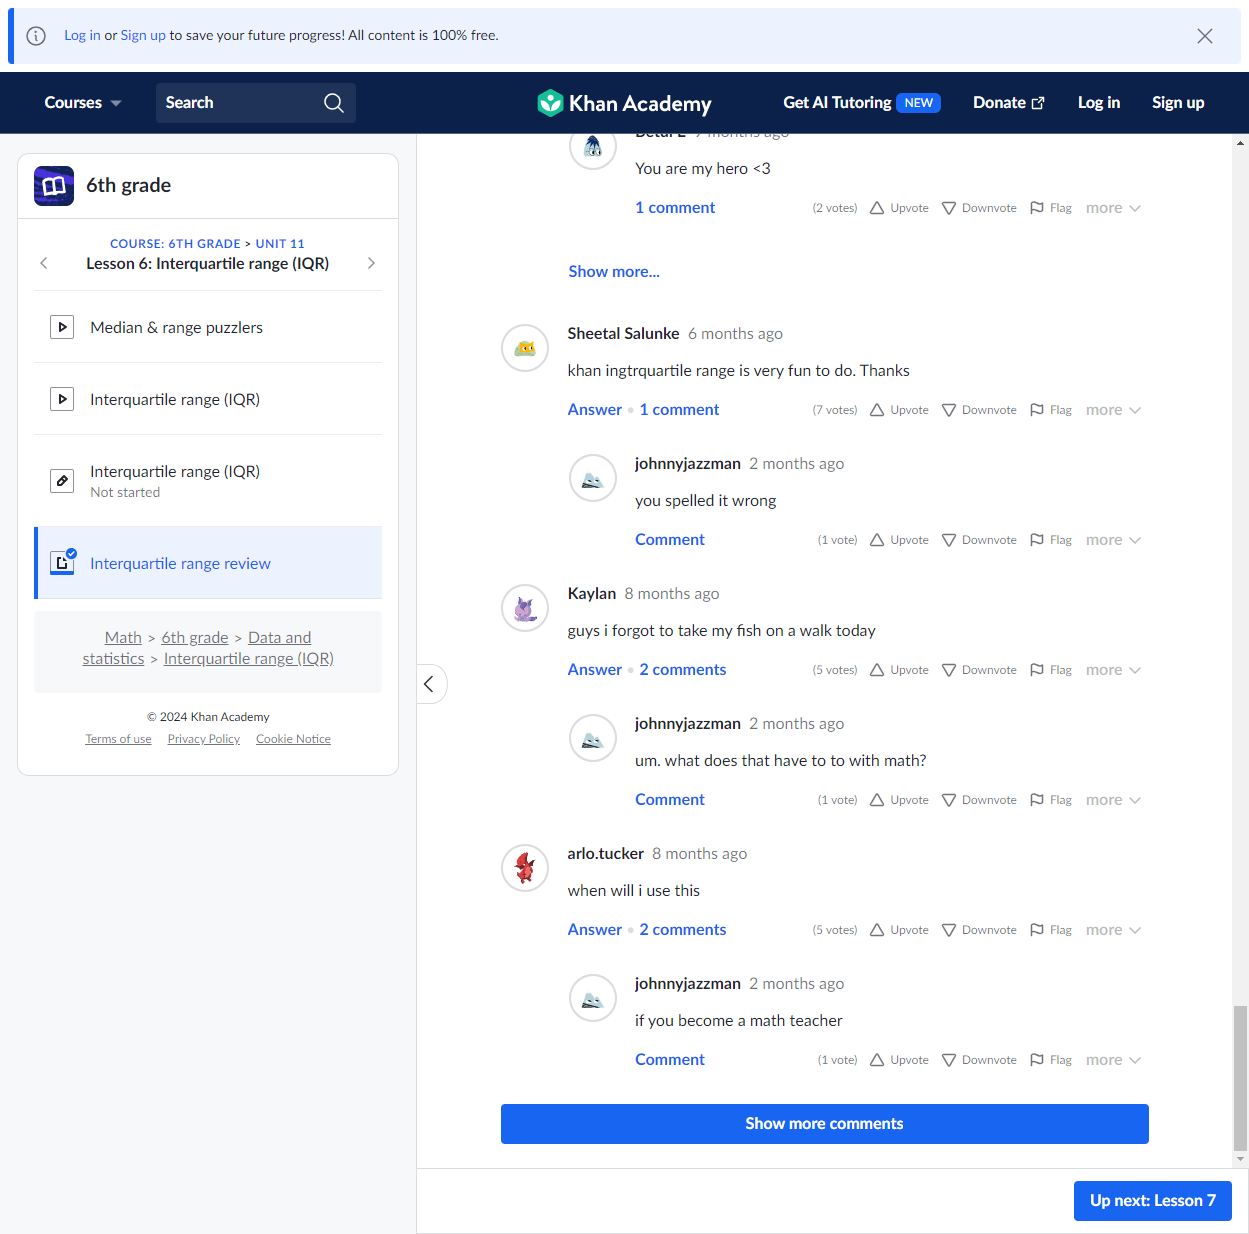 Log in or Sign up to save your future progress! All content is 100% free.
Courses
Search
Khan Academy
Get AI Tutoring NEW
Donate
Log in
Sign up
6th grade
COURSE: 6TH GRADE > UNIT 11
Lesson 6: Interquartile range (IQR)
Median & range puzzlers
Interquartile range (IQR)
Interquartile range (IQR)
Not started
Interquartile range review
Math > 6th grade > Data and
statistics > Interquartile range (IQR)
© 2024 Khan Academy
Terms of use Privacy Policy Cookie Notice
7 months ago
You are my hero <3
1 comment (2 votes) Upvote Downvote Flag more
Show more...
Sheetal Salunke 6 months ago
khan ingtrquartile range is very fun to do. Thanks
Answer • 1 comment (7 votes) Upvote Downvote Flag more
johnnyjazzman 2 months ago
you spelled it wrong
Comment (1 vote) Upvote Downvote Flag more
Kaylan 8 months ago
guys i forgot to take my fish on a walk today
Answer • 2 comments (5 votes) Upvote Downvote Flag more
johnnyjazzman 2 months ago
um. what does that have to to with math?
Comment (1 vote) Upvote Downvote Flag more
arlo.tucker 8 months ago
when will i use this
Answer • 2 comments (5 votes) Upvote Downvote Flag more
johnnyjazzman 2 months ago
if you become a math teacher
Comment (1 vote) Upvote Downvote Flag more
Show more comments
Up next: Lesson 7